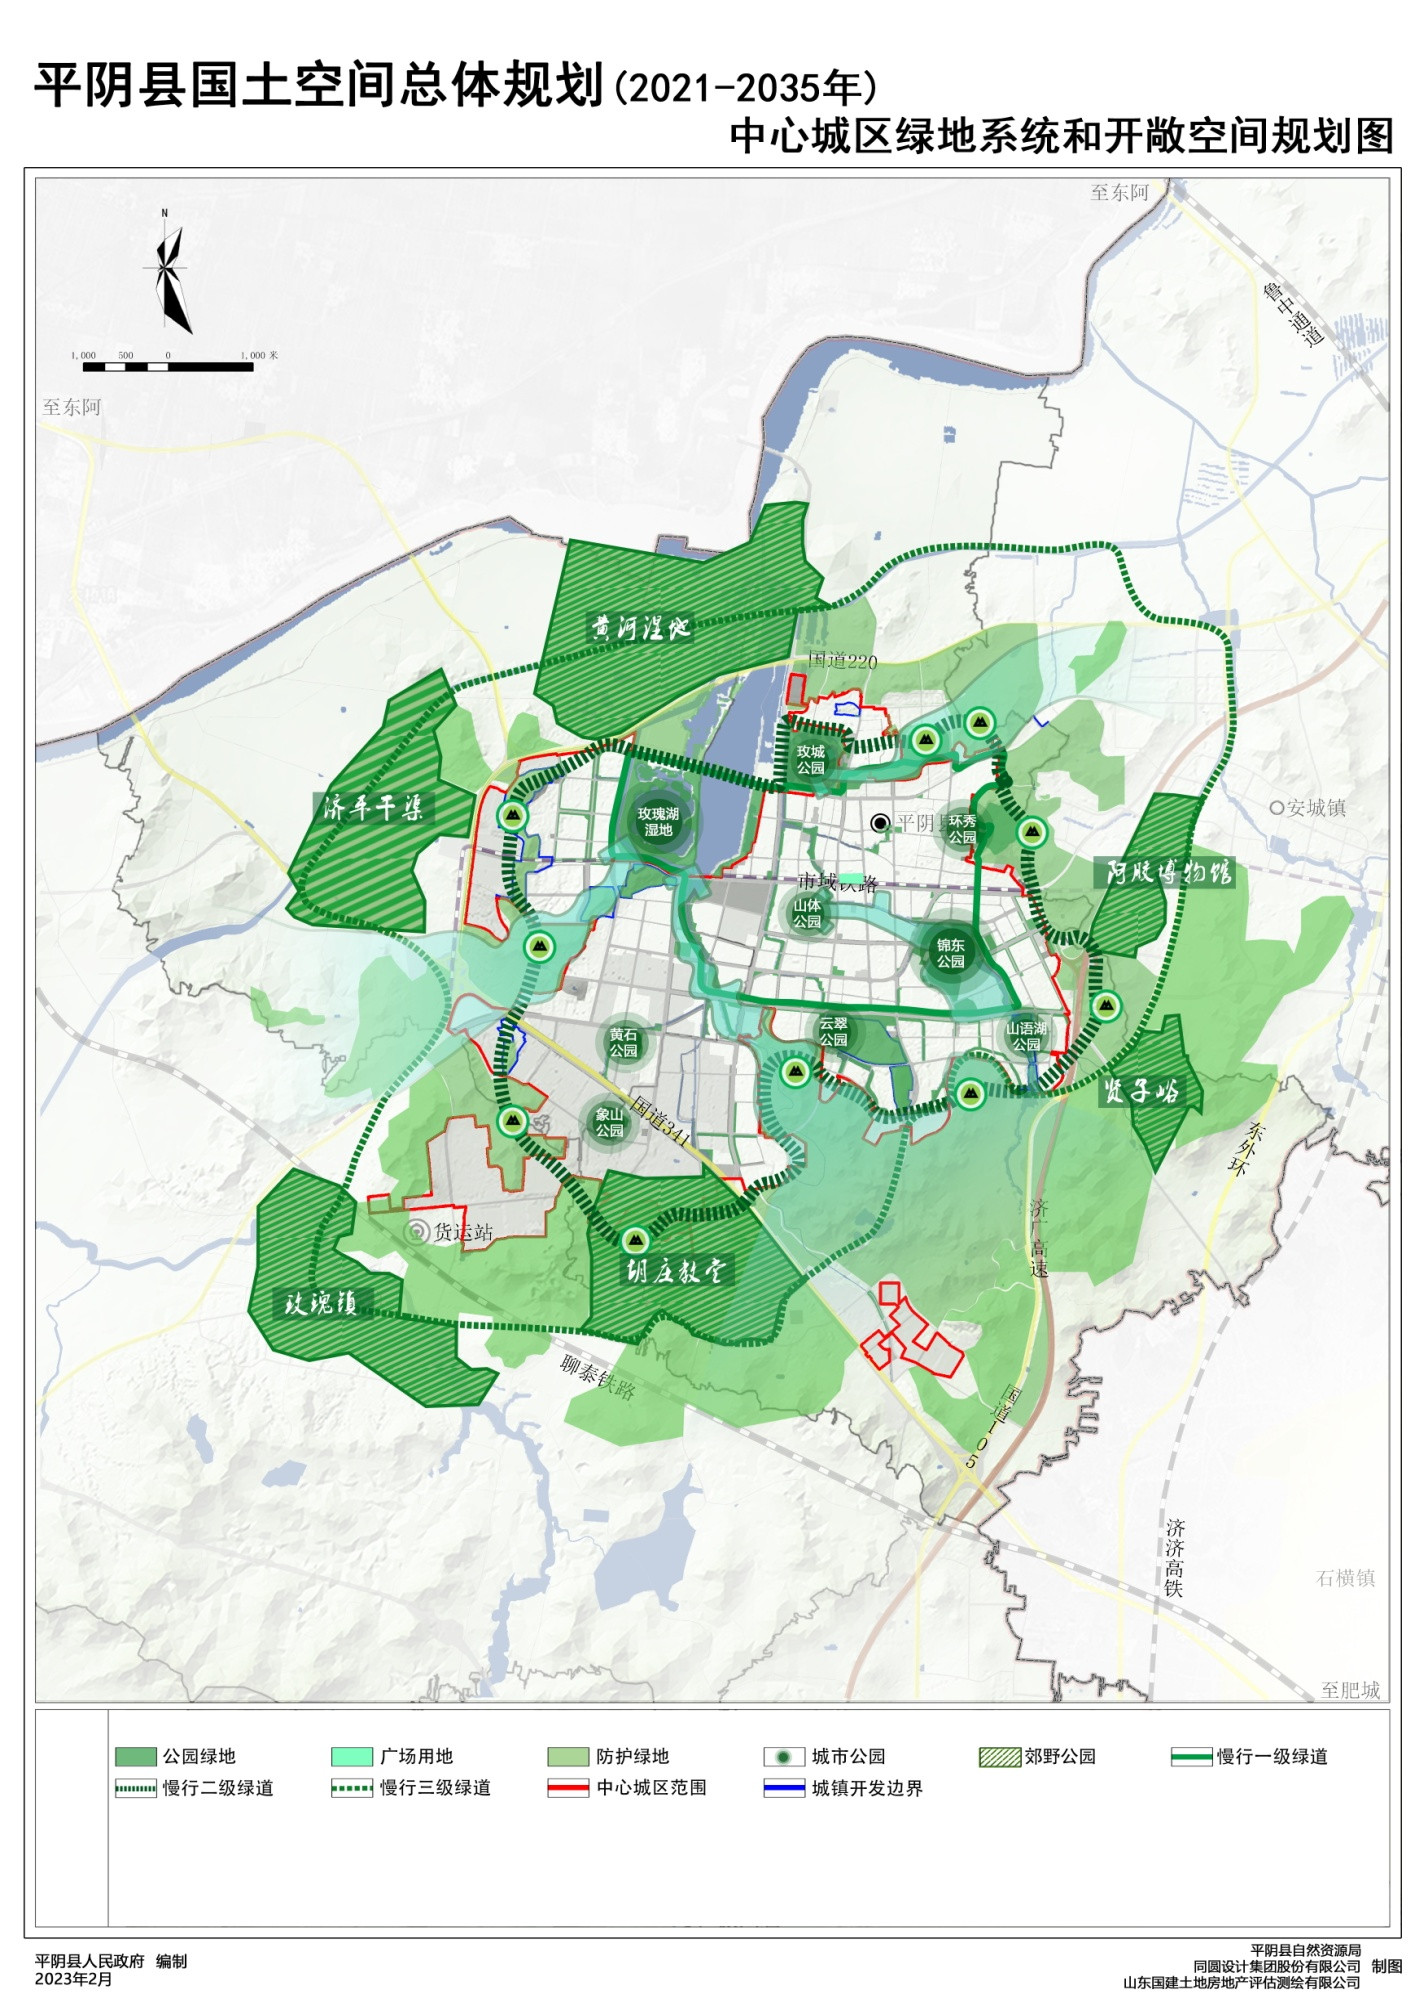 平阴县国土空间总体规划(2021-2035年)
中心城区绿地系统和开敞空间规划图
至东阿
N
鲁中通道
1,000 500 0 1,000 米
至东阿
黄河湿地
国道220
玫城
公园
济平干渠
玫瑰湖
湿地
平阴县
环秀
公园
安城镇
阿胶博物馆
市域铁路
山体
公园
锦东
公园
黄石
公园
云翠
公园
山语湖
公园
贤子峪
象山
公园
国道341
东外环
货运站
济广高速
胡庄教堂
玫瑰镇
聊泰铁路
国道105
济济高铁
石横镇
至肥城
公园绿地
广场用地
防护绿地
城市公园
郊野公园
慢行一级绿道
慢行二级绿道
慢行三级绿道
中心城区范围
城镇开发边界
平阴县人民政府 编制
2023年2月
平阴县自然资源局
同圆设计集团股份有限公司 制图
山东国建土地房地产评估测绘有限公司